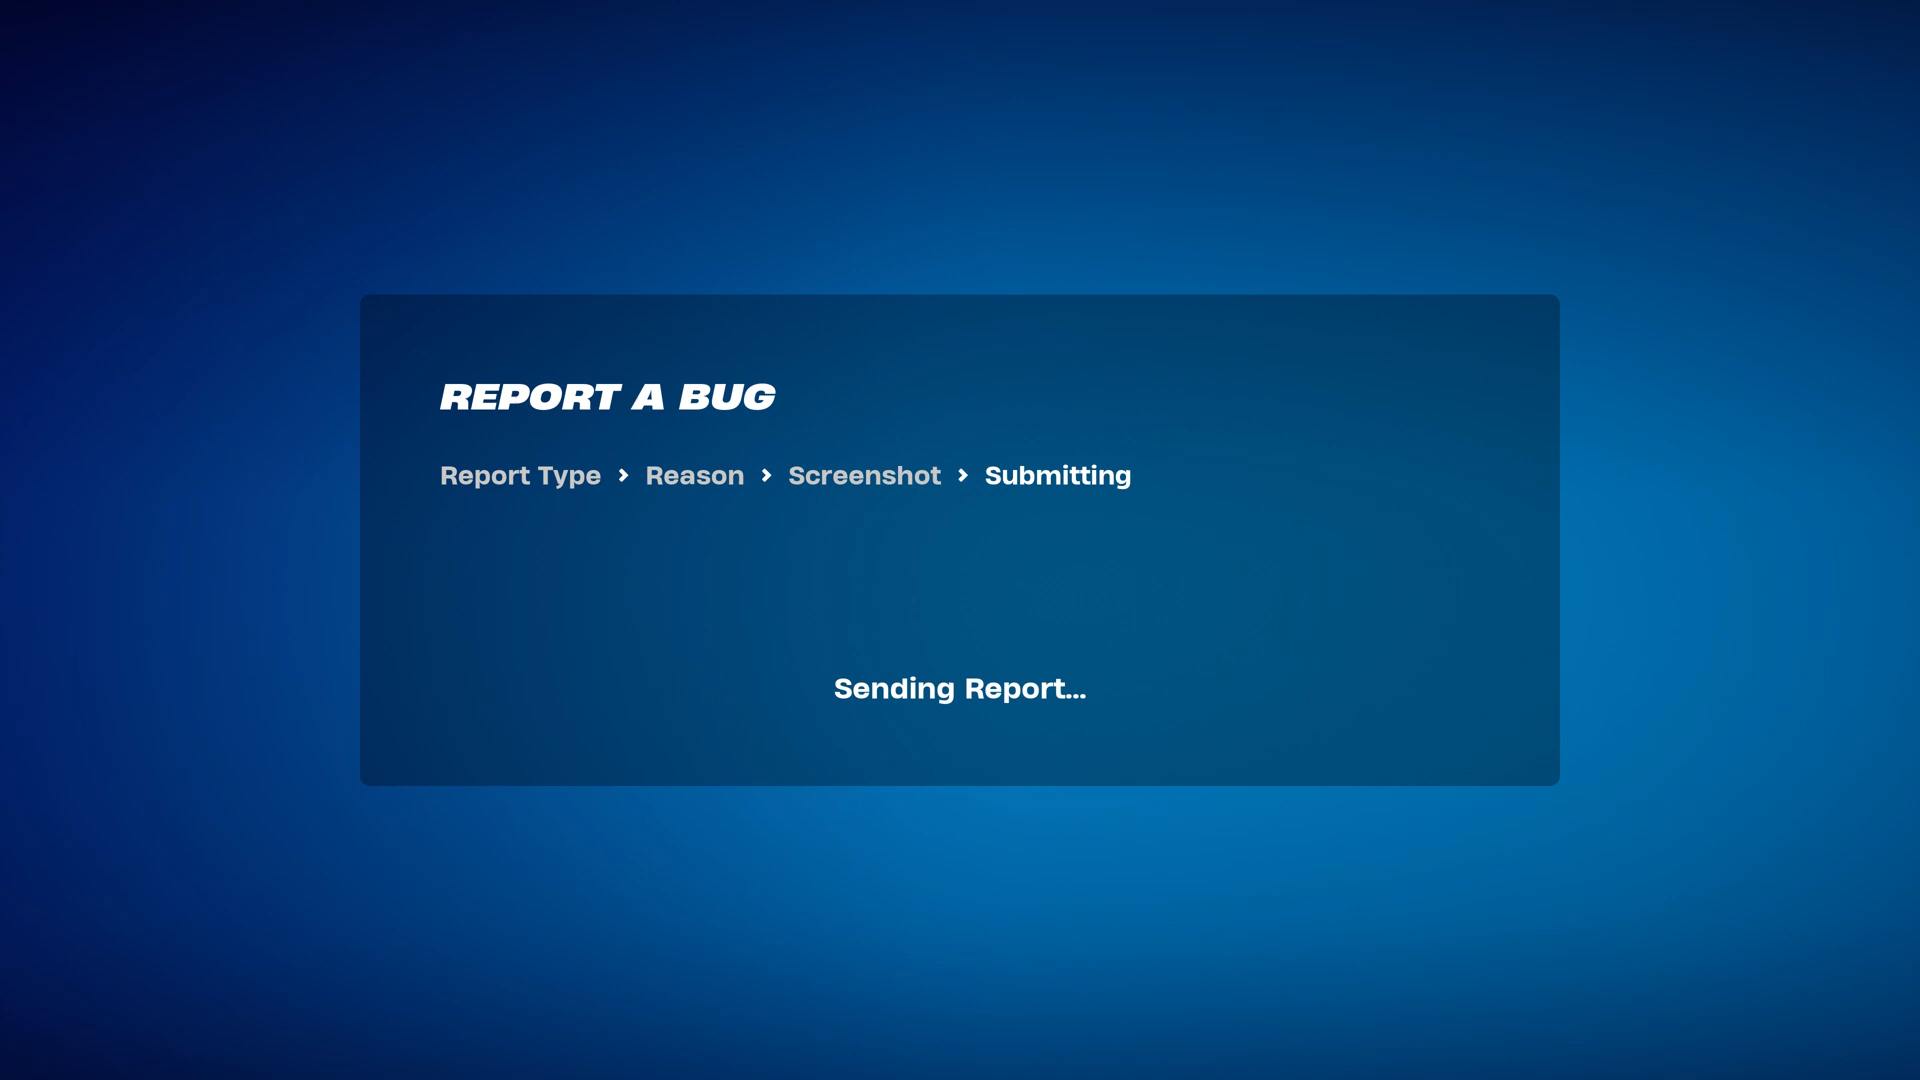 REPORT A BUG
Report Type > Reason > Screenshot > Submitting
Sending Report...